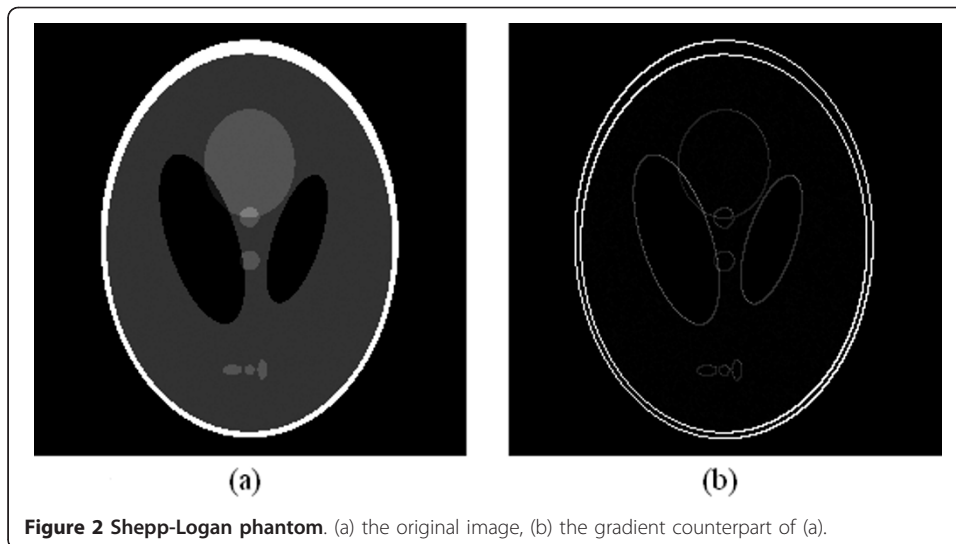 (a) (b)
Figure 2 Shepp-Logan phantom. (a) the original image, (b) the gradient counterpart of (a).